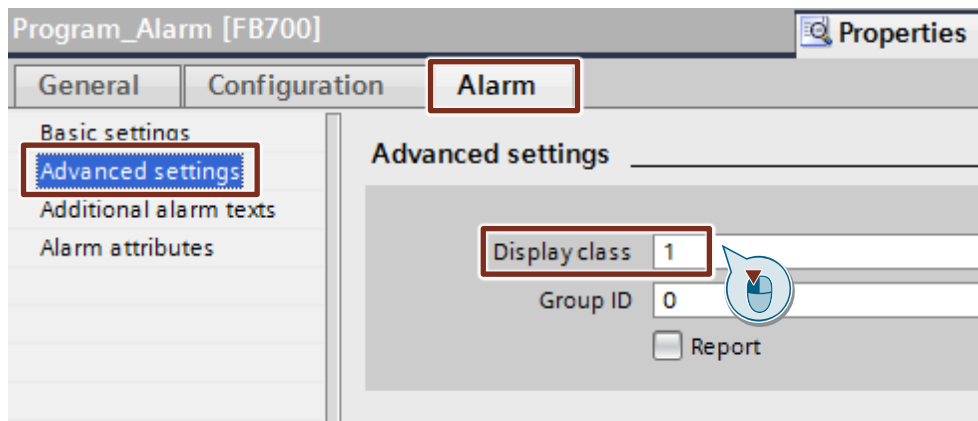 Program_Alarm [FB700]
Properties
General
Configuration
Alarm
Basic settings
Advanced settings
Additional alarm texts
Alarm attributes
Advanced settings
Display class 1
Group ID 0
Report